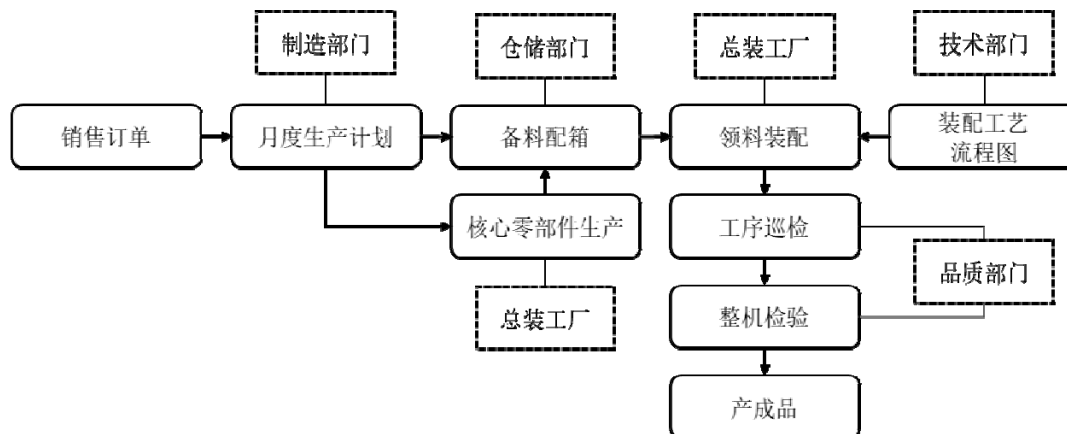 制造部门
仓储部门
总装工厂
技术部门
销售订单
月度生产计划
备料配箱
领料装配
装配工艺
流程图
核心零部件生产
工序巡检
品质部门
总装工厂
整机检验
产成品